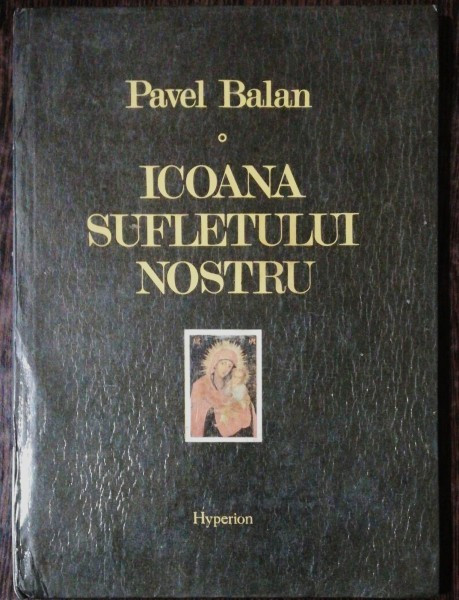 Pavel Balan
ICOANA
SUFLETULUI
NOSTRU
Hyperion